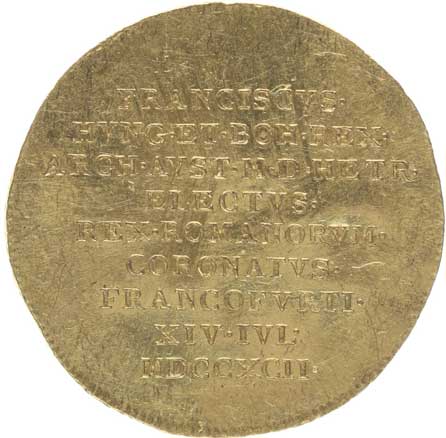 FRANCISCVS·
HVNG·ET·BOH·REX·
ARCH·AVST·M·D·HETR·
ELECTVS·
REX·ROMANORVM·
CORONATVS·
FRANCOFVRTI·
XIV·IVL·
MDCCXCII·